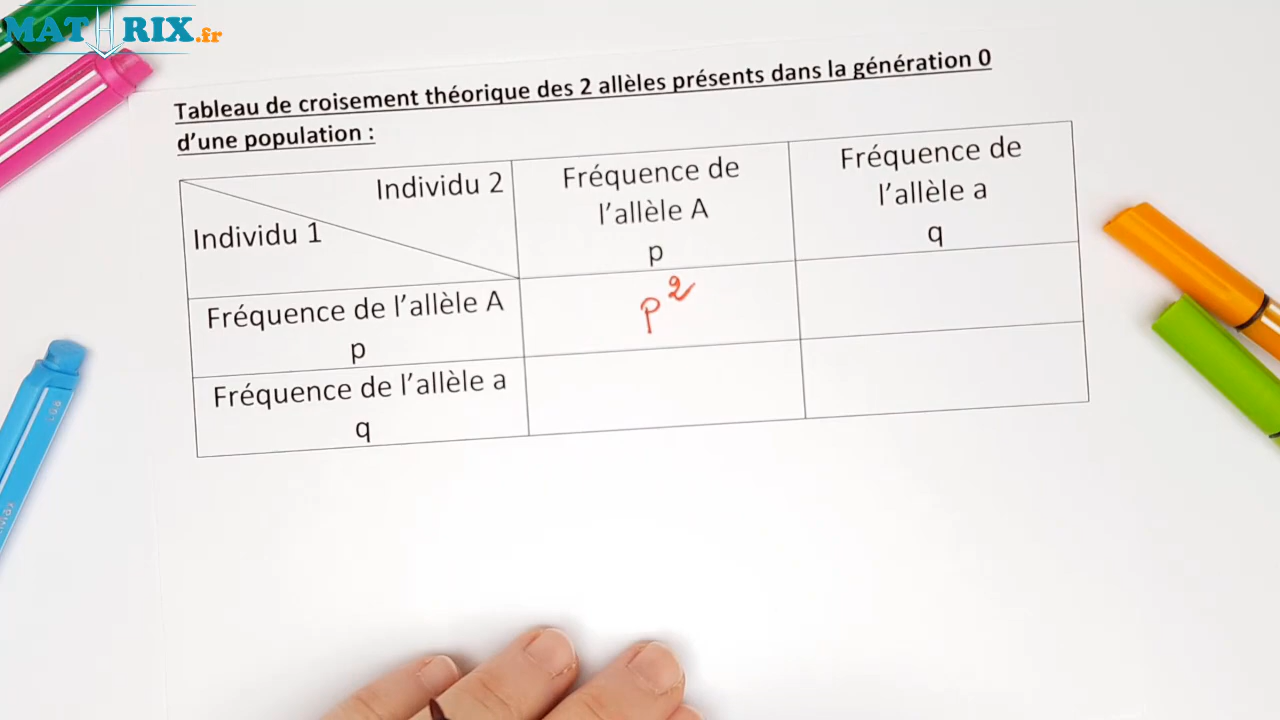 MATHRIX.fr
Tableau de croisement théorique des 2 allèles présents dans la génération 0
d'une population :
Individu 2
Individu 1
Fréquence de
l'allèle A
p
Fréquence de
l'allèle a
q
Fréquence de l'allèle A
p
p²
Fréquence de l'allèle a
q